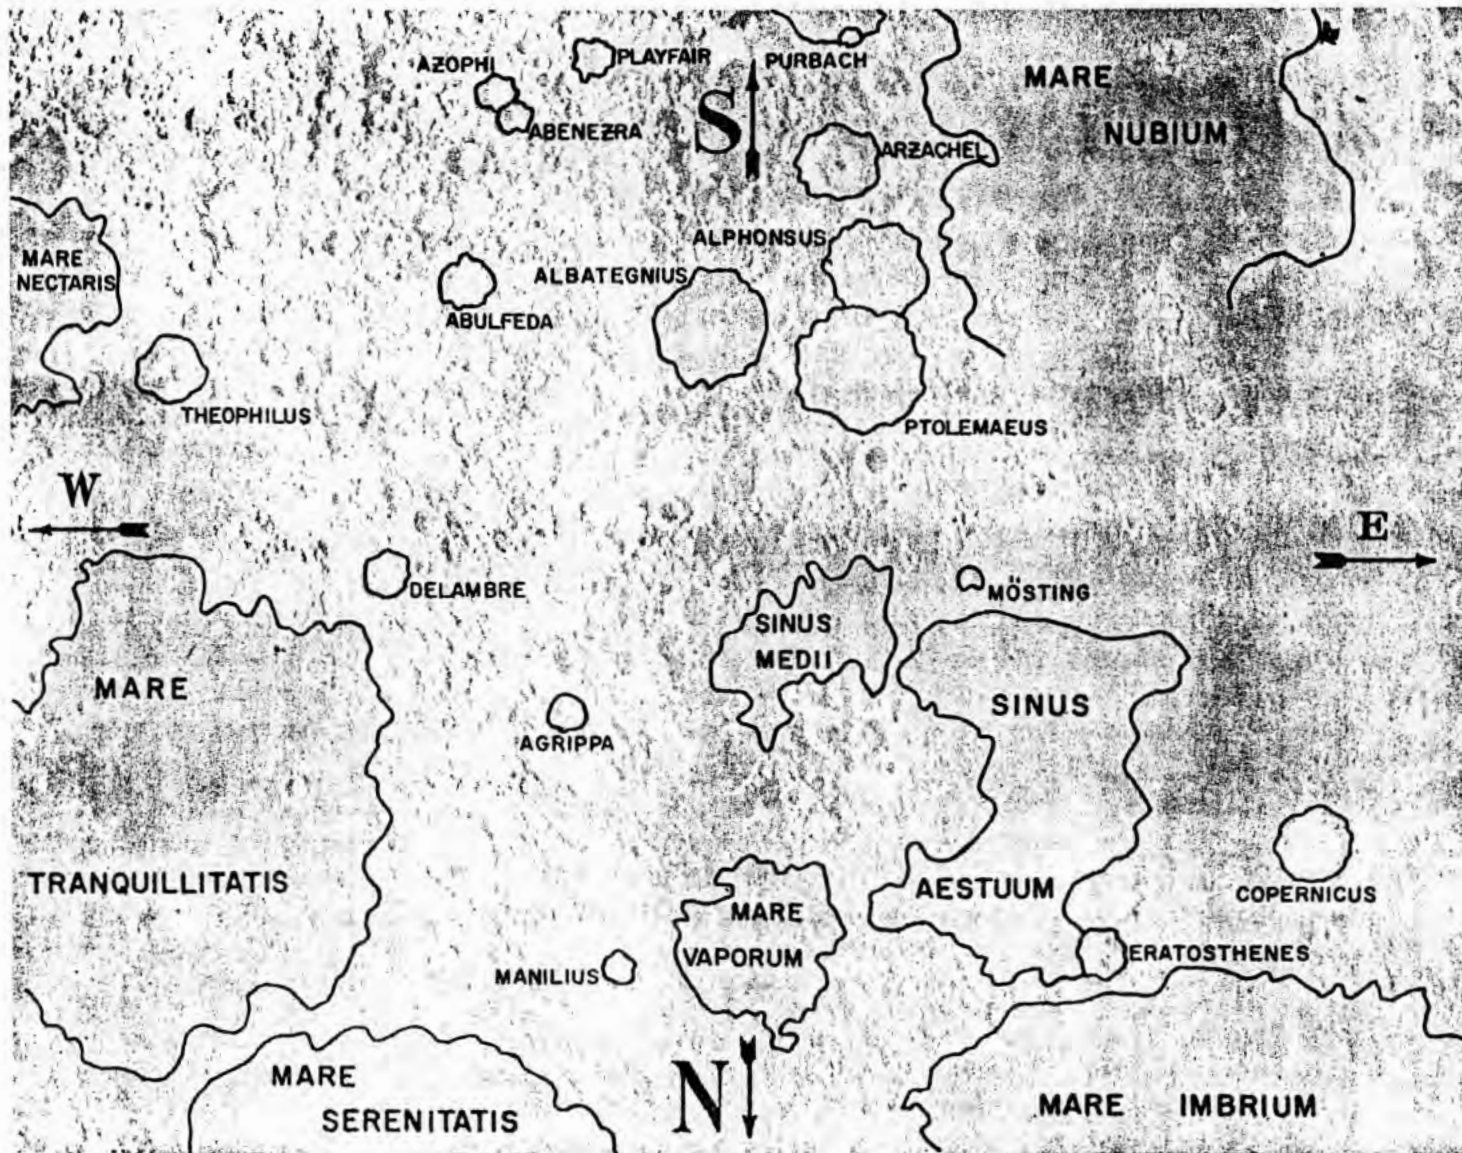 AZOPHI
PLAYFAIR
PURBACH
MARE
NUBIUM
ABENEZRA
S
ARZACHEL
ALPHONSUS
MARE
NECTARIS
ALBATEGNIUS
ABULFEDA
THEOPHILUS
PTOLEMAEUS
W
E
DELAMBRE
MÖSTING
SINUS
MEDII
MARE
SINUS
AGRIPPA
TRANQUILLITATIS
AESTUUM
COPERNICUS
MARE
VAPORUM
ERATOSTHENES
MANILIUS
MARE
SERENITATIS
N
MARE IMBRIUM